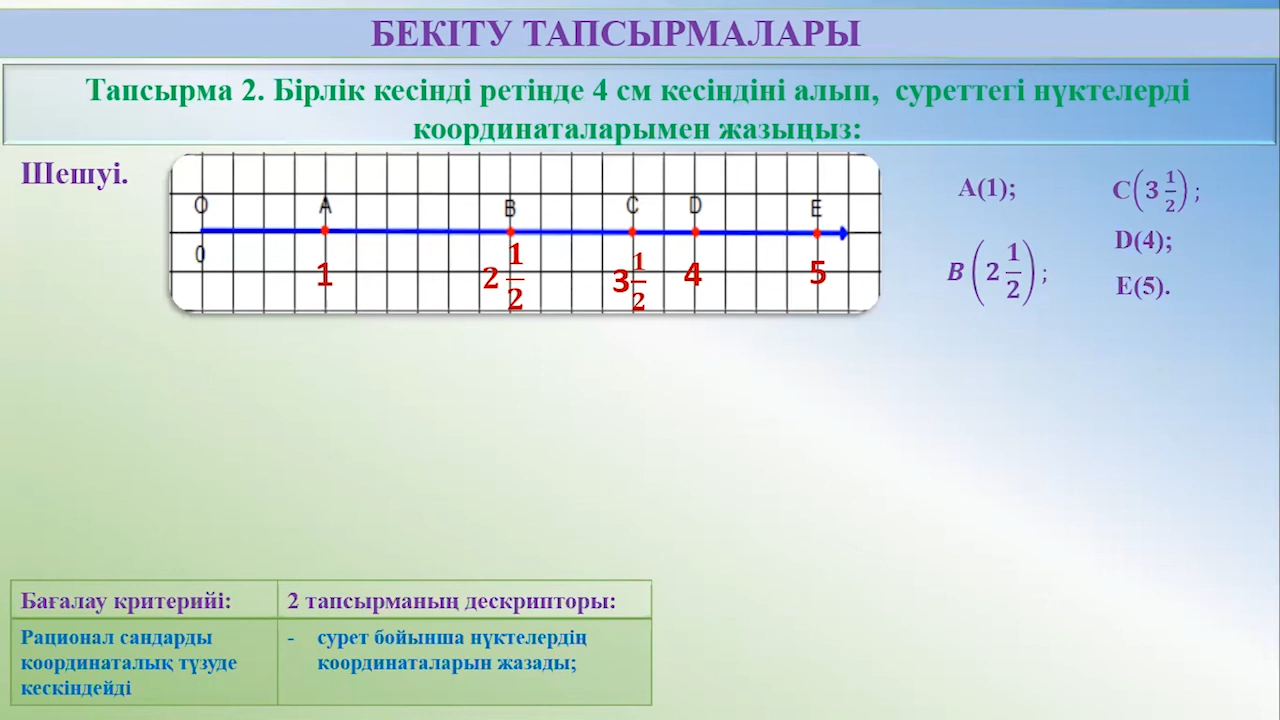 БЕКІТУ ТАПСЫРМАЛАРЫ
Тапсырма 2. Бірлік кесінді ретінде 4 см кесіндіні алып, суреттегі нүктелерді
координаталарымен жазыңыз:
Шешуі.
O A B C D E
0 1 2 1/2 3 1/2 4 5
A(1); C(3 1/2);
B(2 1/2); D(4);
E(5).
Бағалау критерийі: 2 тапсырманың дескрипторы:
Рационал сандарды - сурет бойынша нүктелердің
координаталық түзуде координаталарын жазады;
кескіндейді